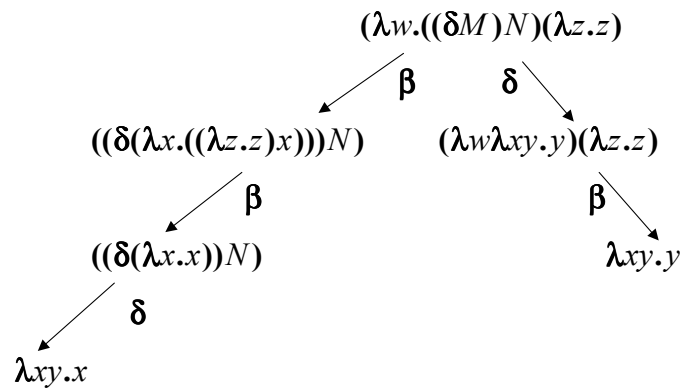 (λw.((δM)N)(λz.z)
β δ
((δ(λx.((λz.z)x)))N) (λwλxy.y)(λz.z)
β β
((δ(λx.x))N) λxy.y
δ
λxy.x